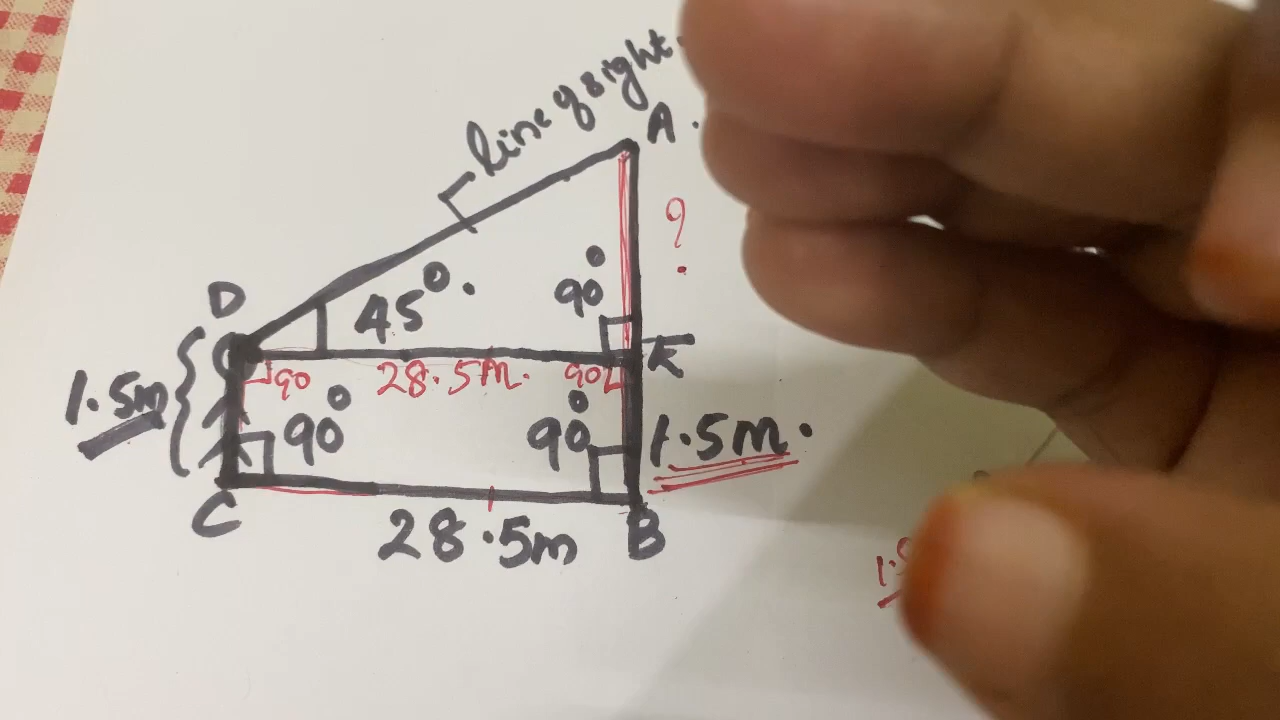 line of sight.
A.
?
D
45°.
90°
E
1.5m
90
28.5m.
90
90°
90°
1.5m.
C
28.5m
B